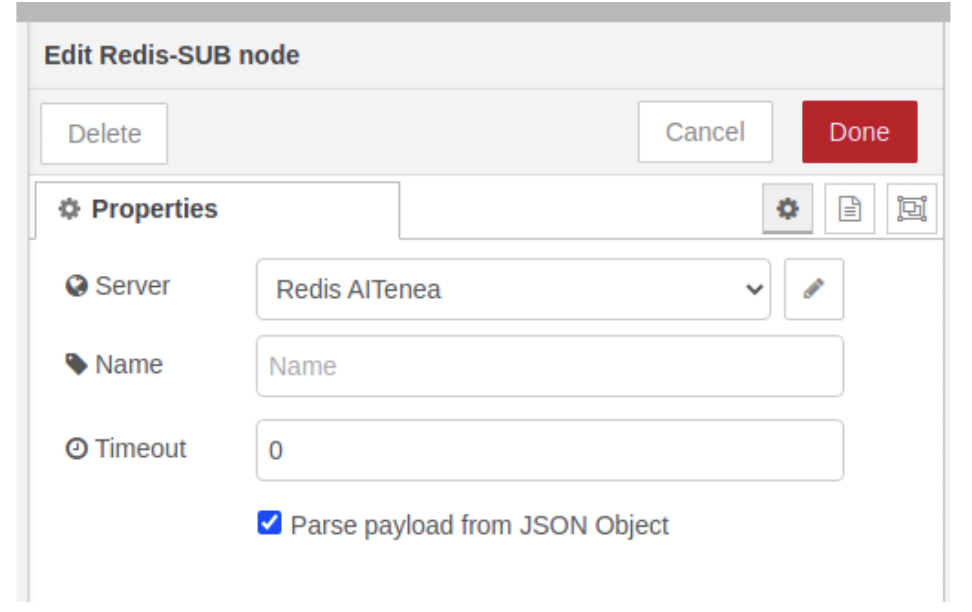 Edit Redis-SUB node
Delete
Cancel
Done
Properties
Server
Redis AITenea
Name
Name
Timeout
0
Parse payload from JSON Object